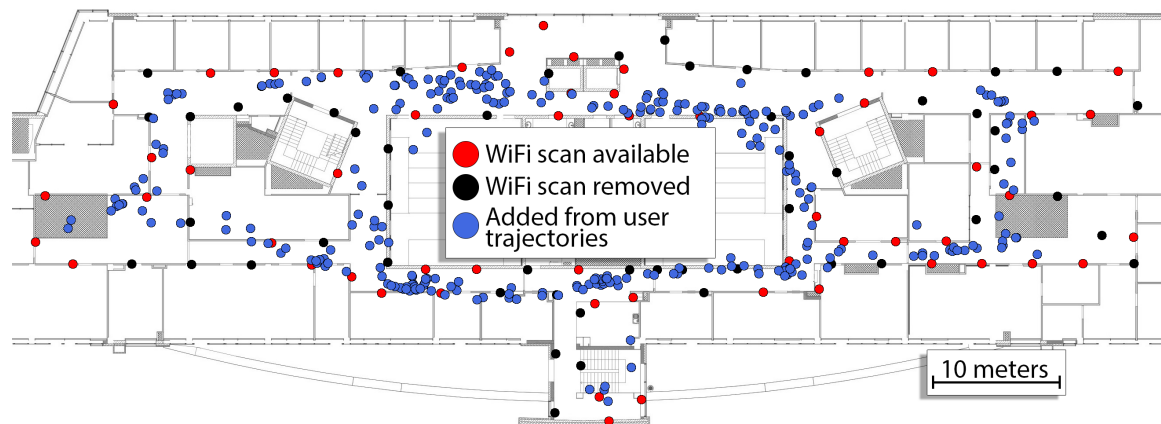 WiFi scan available
WiFi scan removed
Added from user
trajectories
10 meters